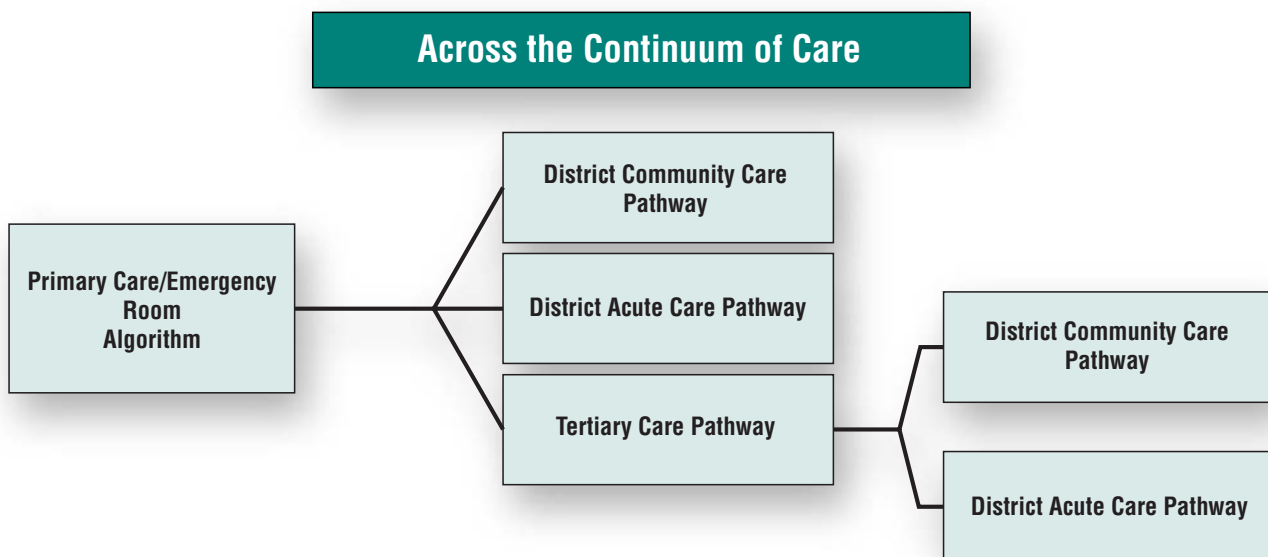 Across the Continuum of Care
Primary Care/Emergency
Room
Algorithm
District Community Care
Pathway
District Acute Care Pathway
Tertiary Care Pathway
District Community Care
Pathway
District Acute Care Pathway